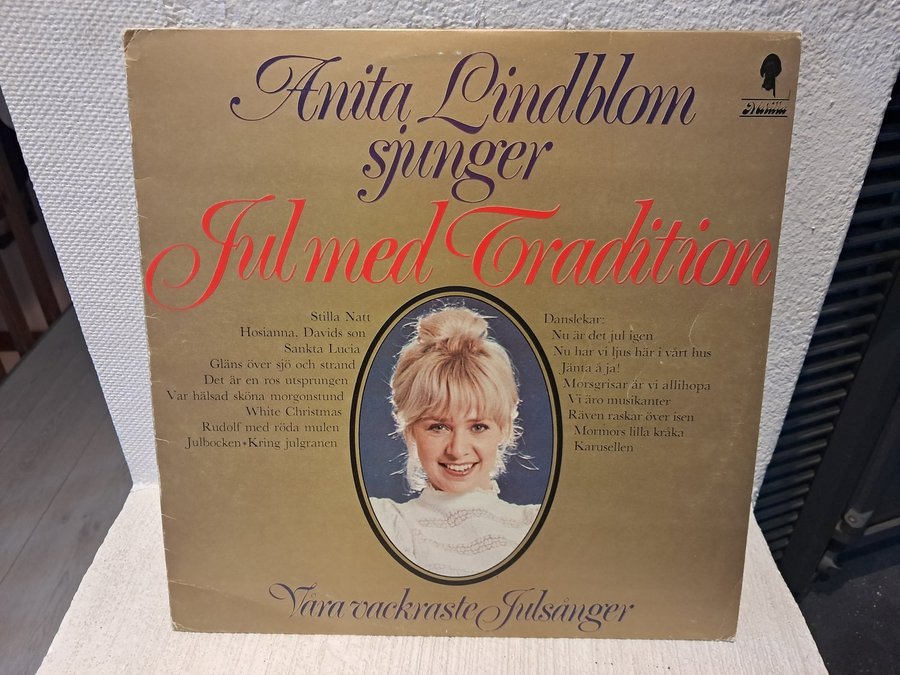 Anita Lindblom
sjunger
Jul med Tradition
Stilla Natt
Hosianna, Davids son
Sankta Lucia
Gläns över sjö och strand
Det är en ros utsprungen
Var hälsad sköna morgonstund
White Christmas
Rudolf med röda mulen
Julbocken+Kring julgranen
Danslekar:
Nu är det jul igen
Nu har vi ljus här i vårt hus
Jänta å ja!
Morsgrisar är vi allihopa
Vi äro musikanter
Räven raskar över isen
Mormors lilla kråka
Karusellen
Våra vackraste Julsånger